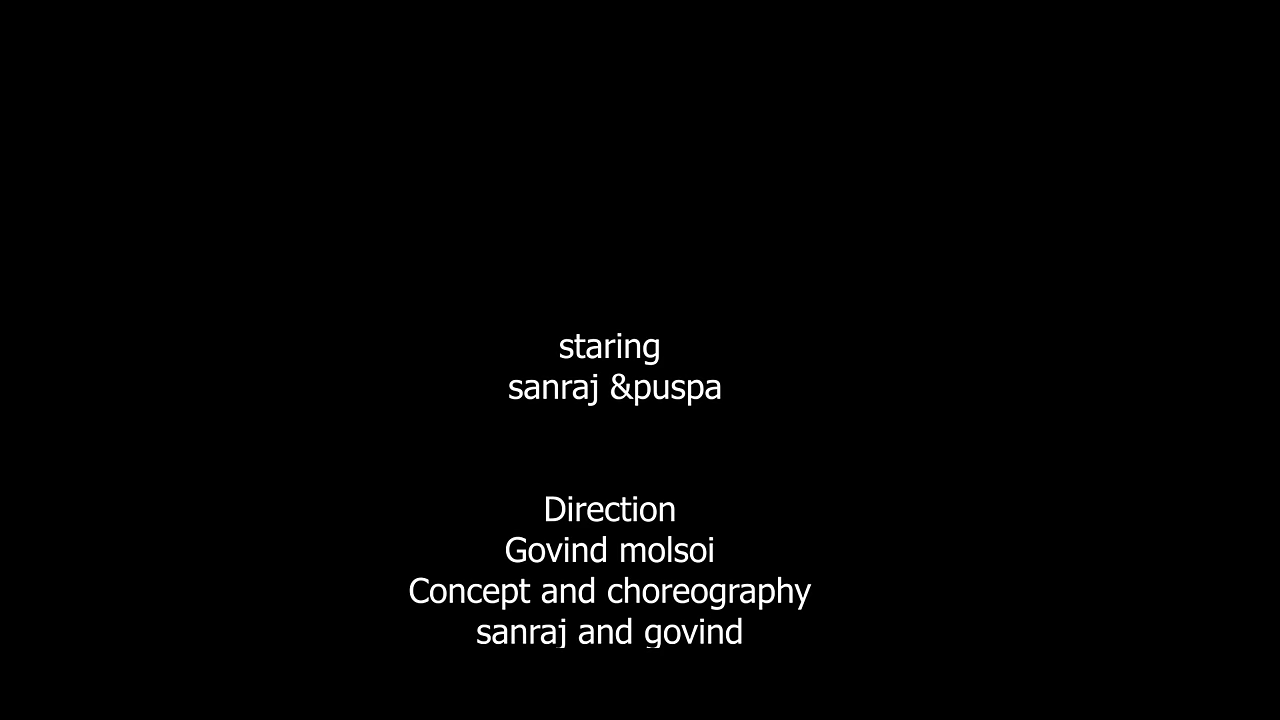 staring
sanraj &puspa
Direction
Govind molsoi
Concept and choreography
sanraj and govind